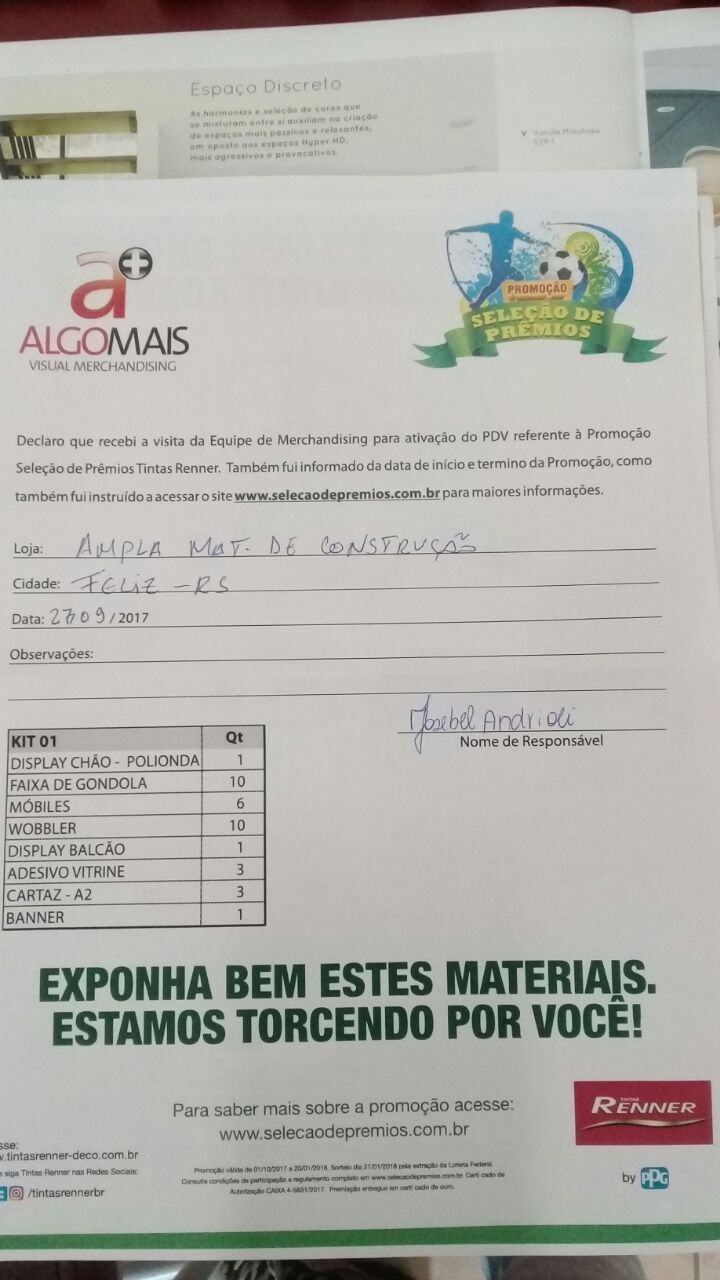 Espaço Discreto
As harmonias e seleção de cores que
se misturam entre si auxiliam na criação
de espaços mais passivos e relaxantes,
em oposto aos espaços Hyper HD,
mais agressivos e provocativos.
V Vanilla Milkshake
529-1
a+
ALGOMAIS
VISUAL MERCHANDISING
PROMOÇÃO
SELEÇÃO DE
PRÊMIOS
Declaro que recebi a visita da Equipe de Merchandising para ativação do PDV referente à Promoção
Seleção de Prêmios Tintas Renner. Também fui informado da data de início e termino da Promoção, como
também fui instruído a acessar o site www.selecaodepremios.com.br para maiores informações.
Loja: AMPLA MAT. DE CONSTRUÇÃO
Cidade: FELIZ - RS
Data: 27/09/2017
Observações:
Josebel Andrioli
Nome de Responsável
KIT 01 Qt
DISPLAY CHÃO - POLIONDA 1
FAIXA DE GONDOLA 10
MÓBILES 6
WOBBLER 10
DISPLAY BALCÃO 1
ADESIVO VITRINE 3
CARTAZ - A2 3
BANNER 1
EXPONHA BEM ESTES MATERIAIS.
ESTAMOS TORCENDO POR VOCÊ!
Para saber mais sobre a promoção acesse:
www.selecaodepremios.com.br
TINTAS
RENNER
by PPG
sse:
w.tintasrenner-deco.com.br
e siga Tintas Renner nas Redes Sociais:
/tintasrennerbr
Promoção válida de 01/10/2017 a 20/01/2018. Sorteio dia 27/01/2018 pela extração da Loteria Federal.
Consulte condições de participação e regulamento completo em www.selecaodepremios.com.br Certi cado de
Autorização CAIXA 4-5631/2017. Premiação entregue em certi cado de ouro.